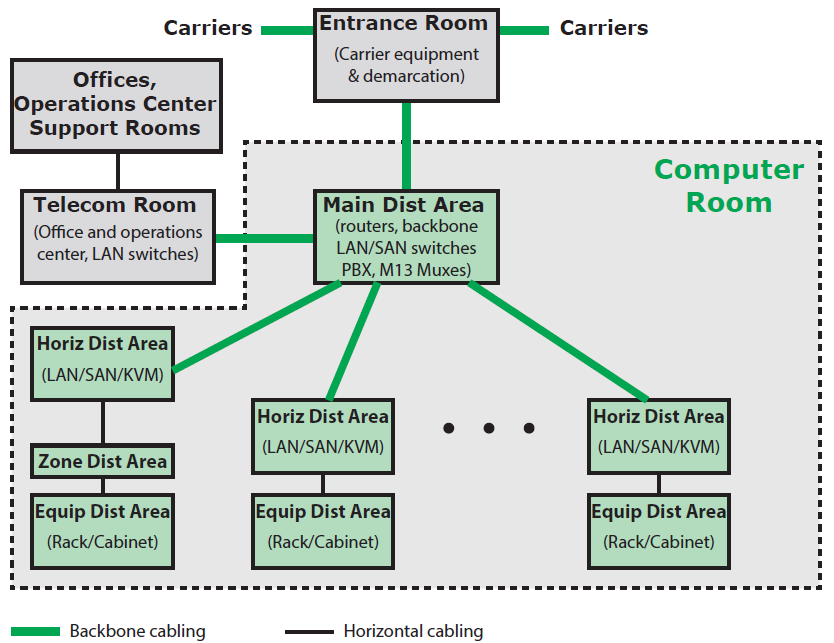 Carriers
Entrance Room
(Carrier equipment
& demarcation)
Carriers
Offices,
Operations Center
Support Rooms
Computer
Room
Telecom Room
(Office and operations
center, LAN switches)
Main Dist Area
(routers, backbone
LAN/SAN switches
PBX, M13 Muxes)
Horiz Dist Area
(LAN/SAN/KVM)
Zone Dist Area
Equip Dist Area
(Rack/Cabinet)
Horiz Dist Area
(LAN/SAN/KVM)
Equip Dist Area
(Rack/Cabinet)
Horiz Dist Area
(LAN/SAN/KVM)
Equip Dist Area
(Rack/Cabinet)
Backbone cabling
Horizontal cabling